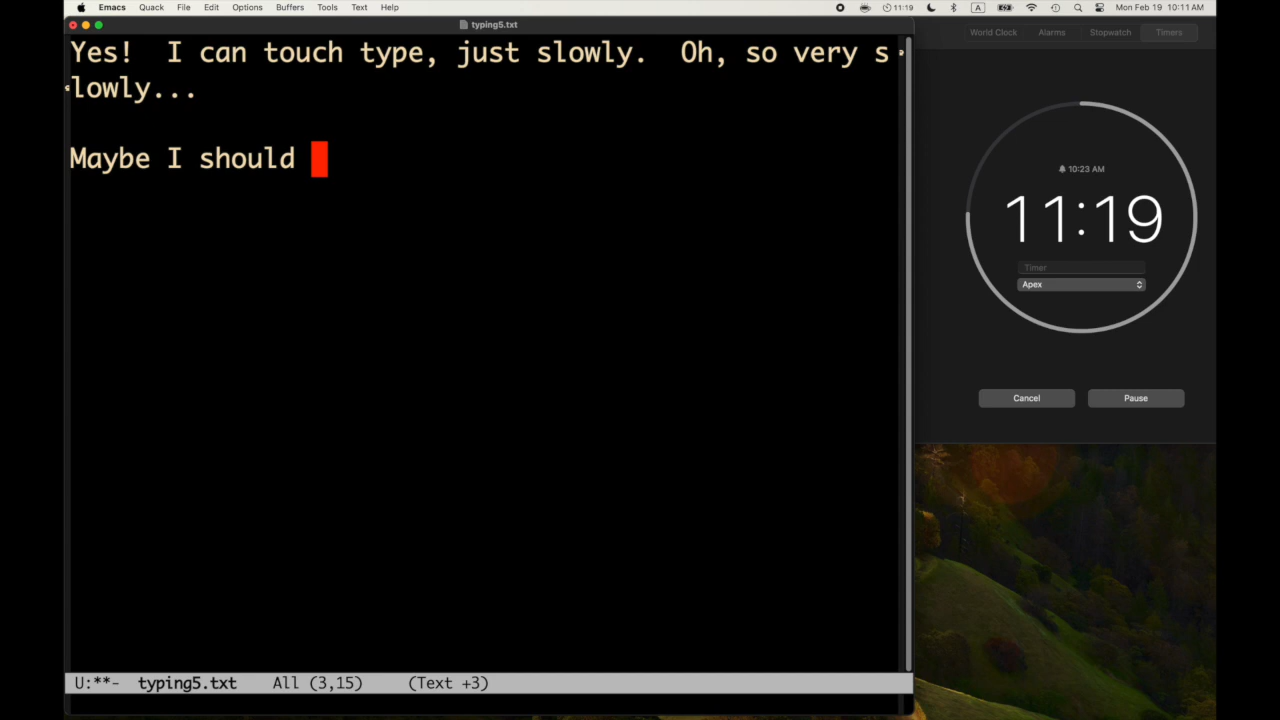 Emacs Quack File Edit Options Buffers Tools Text Help 11:19 A Mon Feb 19 10:11 AM
typing5.txt
Yes!  I can touch type, just slowly.  Oh, so very s
lowly...
Maybe I should
U:**-  typing5.txt    All (3,15)    (Text +3)
World Clock Alarms Stopwatch Timers
10:23 AM
11:19
Timer
Apex
Cancel Pause